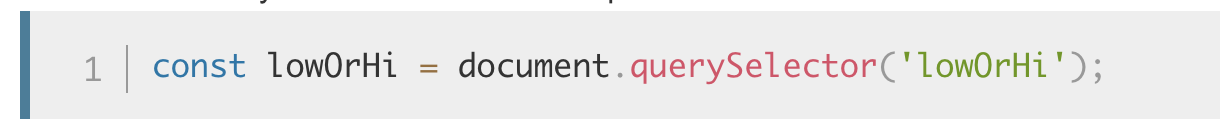 1 const lowOrHi = document.querySelector('lowOrHi');